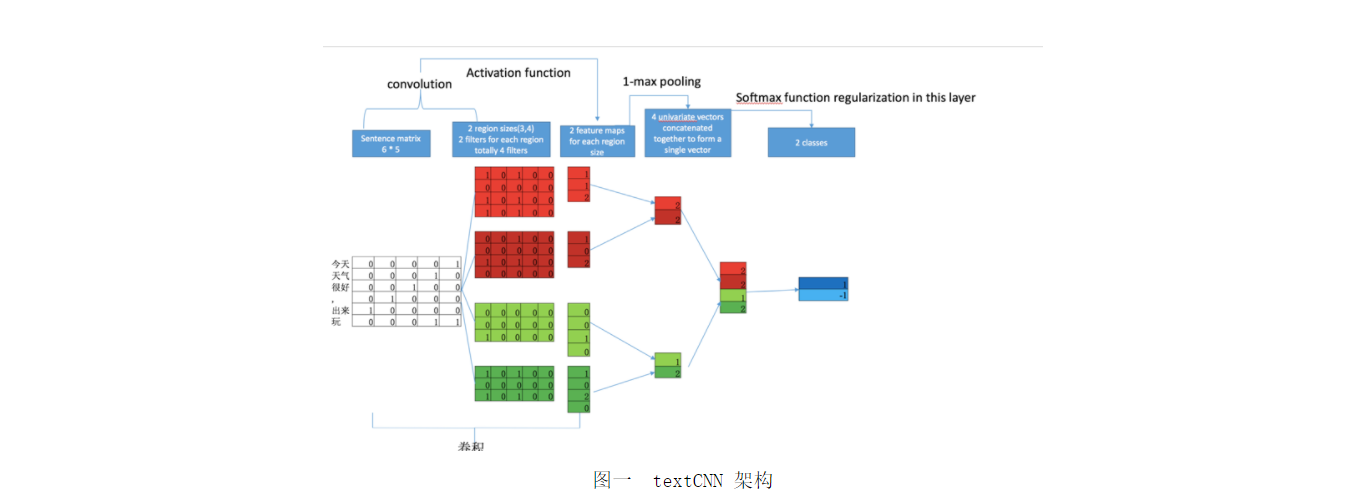 Activation function
convolution
1-max pooling
Softmax function regularization in this layer
Sentence matrix
6 * 5
2 region sizes(3,4)
2 filters for each region
totally 4 filters
2 feature maps
for each region
size
4 univariate vectors
concatenated
together to form a
single vector
2 classes
1 0 1 0 0
0 0 0 0 0
1 0 1 0 0
1 0 1 0 0
1
1
2
2
2
0 0 1 0 0
0 0 0 0 0
1 0 1 0 0
0 0 0 0 0
1
0
2
今天 0 0 0 0 1
天气 0 0 0 1 0
很好 0 0 1 0 0
, 0 1 0 0 0
出来 1 0 0 0 0
玩 0 0 0 1 1
2
2
1
2
1
-1
0 0 0 0 0
0 0 0 0 0
1 0 0 0 0
0
0
1
0
1
2
1 0 1 0 0
0 0 0 0 0
1 0 1 0 0
1
0
2
0
卷积
图一 textCNN 架构